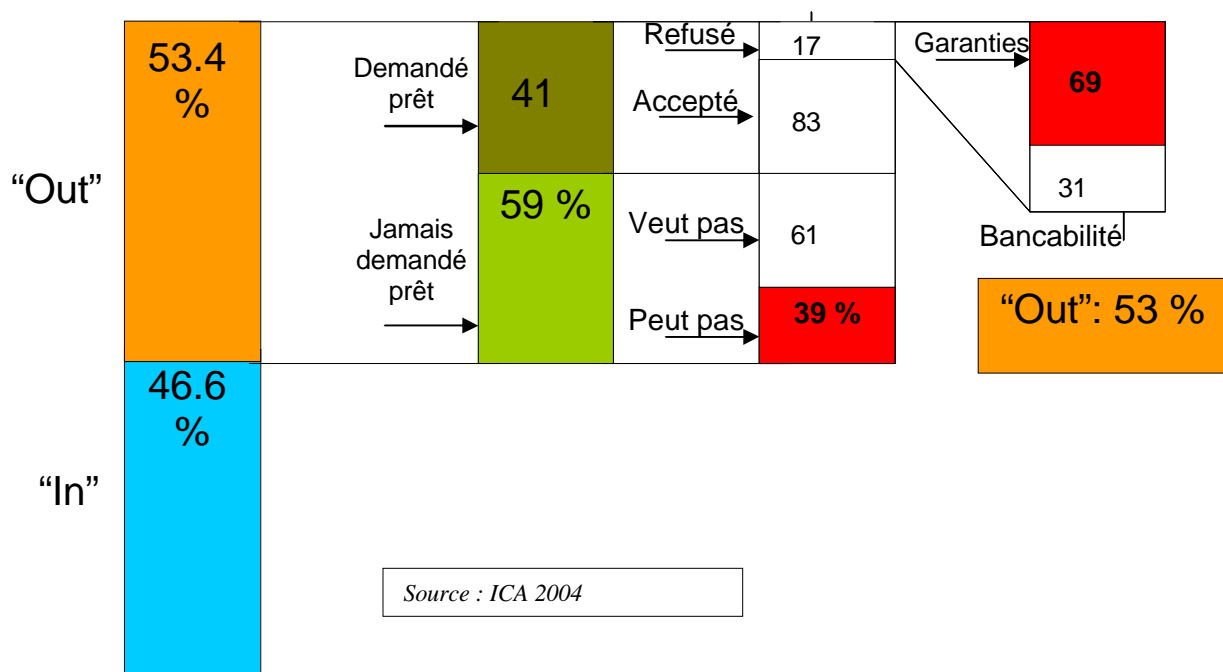 “Out”
“In”
53.4
%
46.6
%
Demandé
prêt
Jamais
demandé
prêt
41
59 %
Refusé
Accepté
Veut pas
Peut pas
17
83
61
39 %
Garanties
69
31
Bancabilité
“Out”: 53 %
Source : ICA 2004